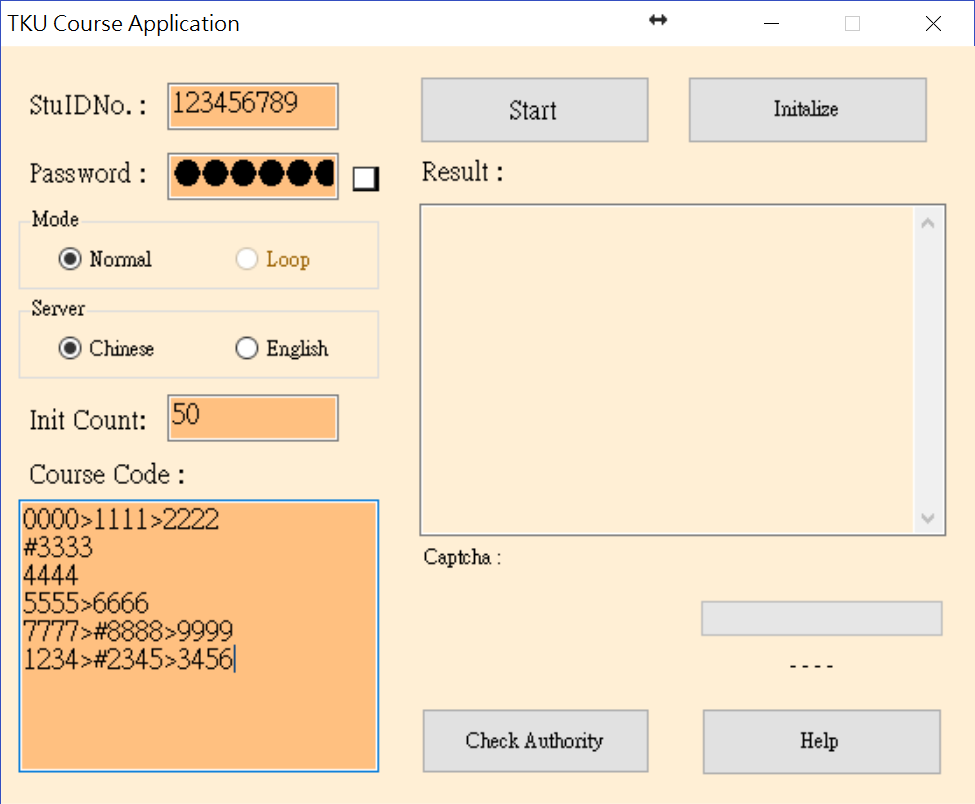 TKU Course Application
StuIDNo. :
123456789
Start
Initalize
Password :
Result :
Mode
Normal
Loop
Server
Chinese
English
Init Count:
50
Course Code :
0000>1111>2222
#3333
4444
5555>6666
7777>#8888>9999
1234>#2345>3456
Captcha :
----
Check Authority
Help